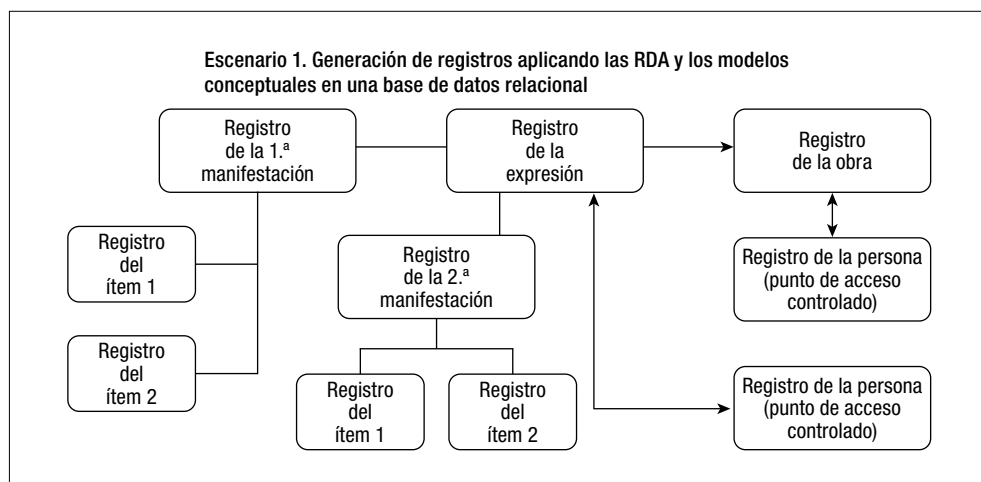 Escenario 1. Generación de registros aplicando las RDA y los modelos
conceptuales en una base de datos relacional
Registro
de la 1.ª
manifestación
Registro
de la
expresión
Registro
de la obra
Registro
del
ítem 1
Registro
de la 2.ª
manifestación
Registro de la persona
(punto de acceso
controlado)
Registro
del
ítem 2
Registro
del
ítem 1
Registro
del
ítem 2
Registro de la persona
(punto de acceso
controlado)